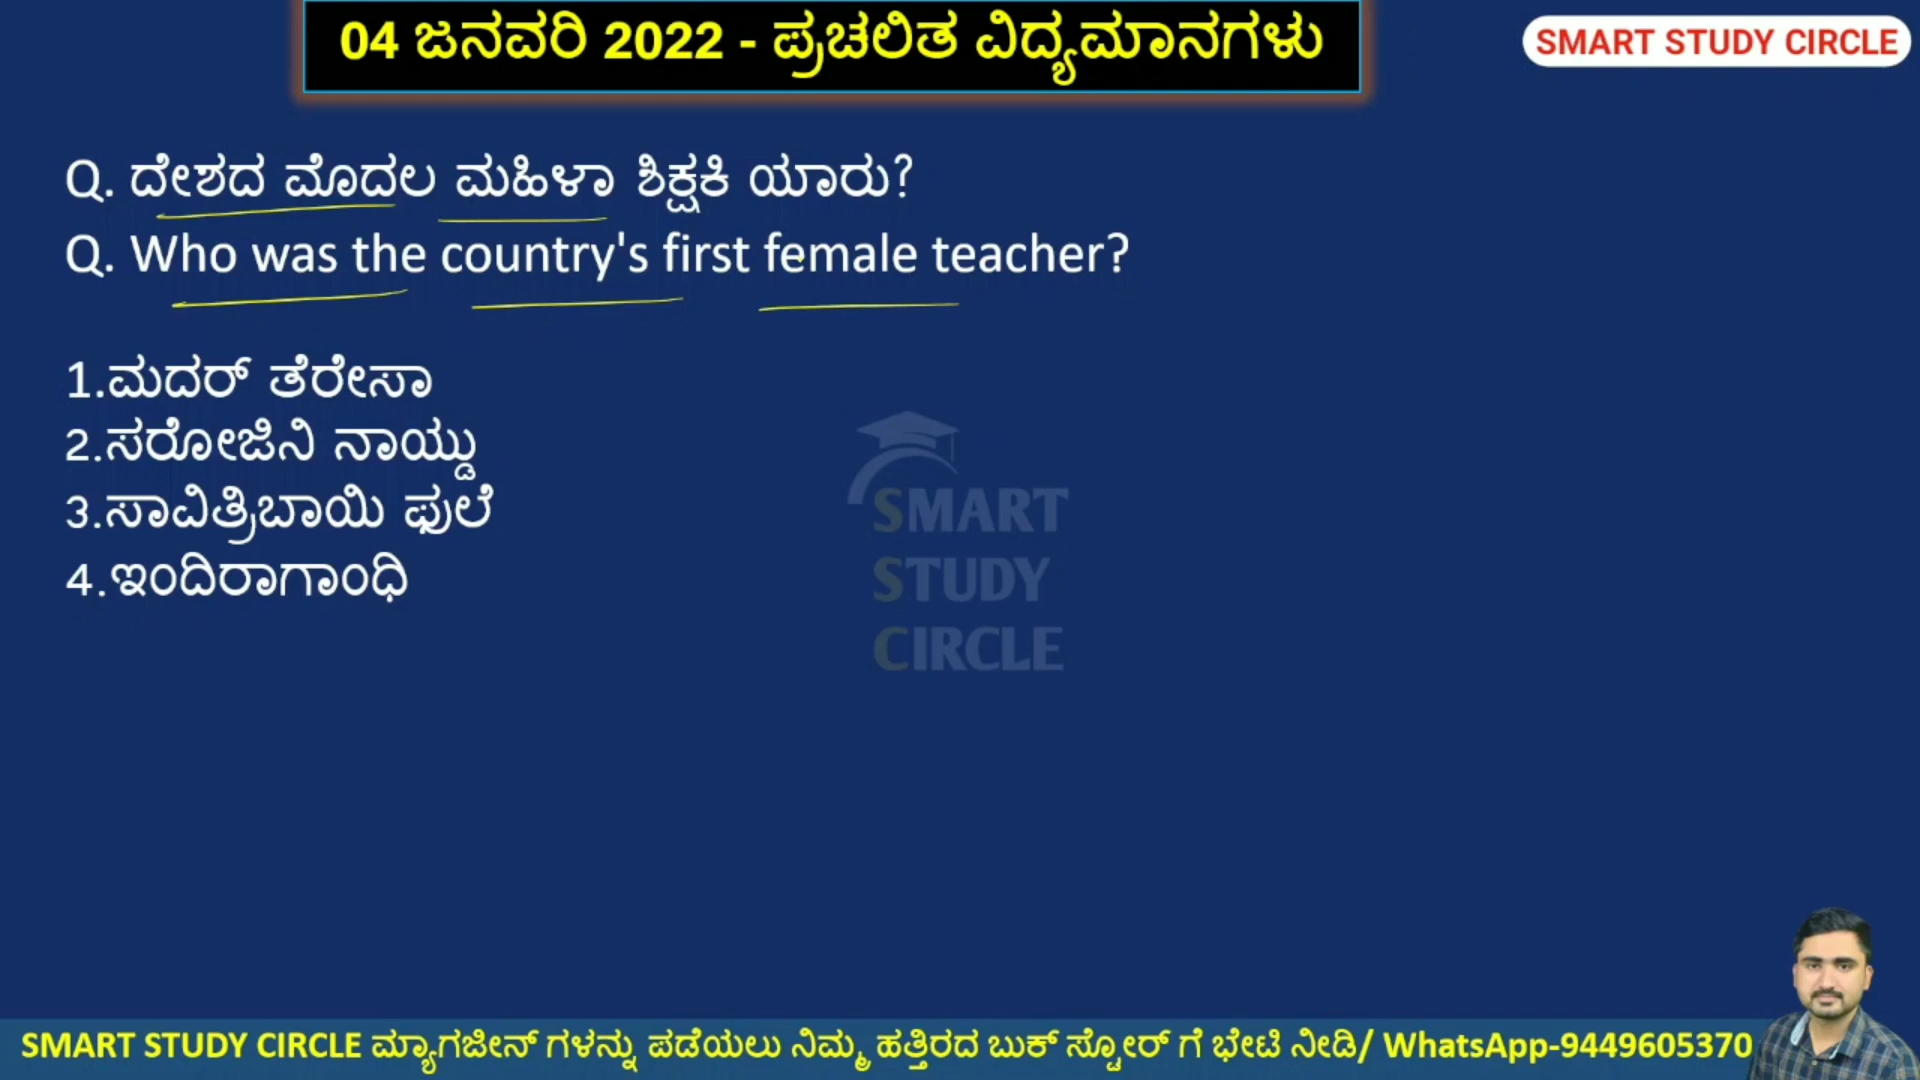 04 ಜನವರಿ 2022 - ಪ್ರಚಲಿತ ವಿದ್ಯಮಾನಗಳು
SMART STUDY CIRCLE
Q. ದೇಶದ ಮೊದಲ ಮಹಿಳಾ ಶಿಕ್ಷಕಿ ಯಾರು?
Q. Who was the country's first female teacher?
1.ಮದರ್ ತೆರೇಸಾ
2.ಸರೋಜಿನಿ ನಾಯ್ಡು
3.ಸಾವಿತ್ರಿಬಾಯಿ ಫುಲೆ
4.ಇಂದಿರಾಗಾಂಧಿ
SMART
STUDY
CIRCLE
SMART STUDY CIRCLE ಮ್ಯಾಗಜೀನ್ ಗಳನ್ನು ಪಡೆಯಲು ನಿಮ್ಮ ಹತ್ತಿರದ ಬುಕ್ ಸ್ಟೋರ್ ಗೆ ಭೇಟಿ ನೀಡಿ/ WhatsApp-9449605370